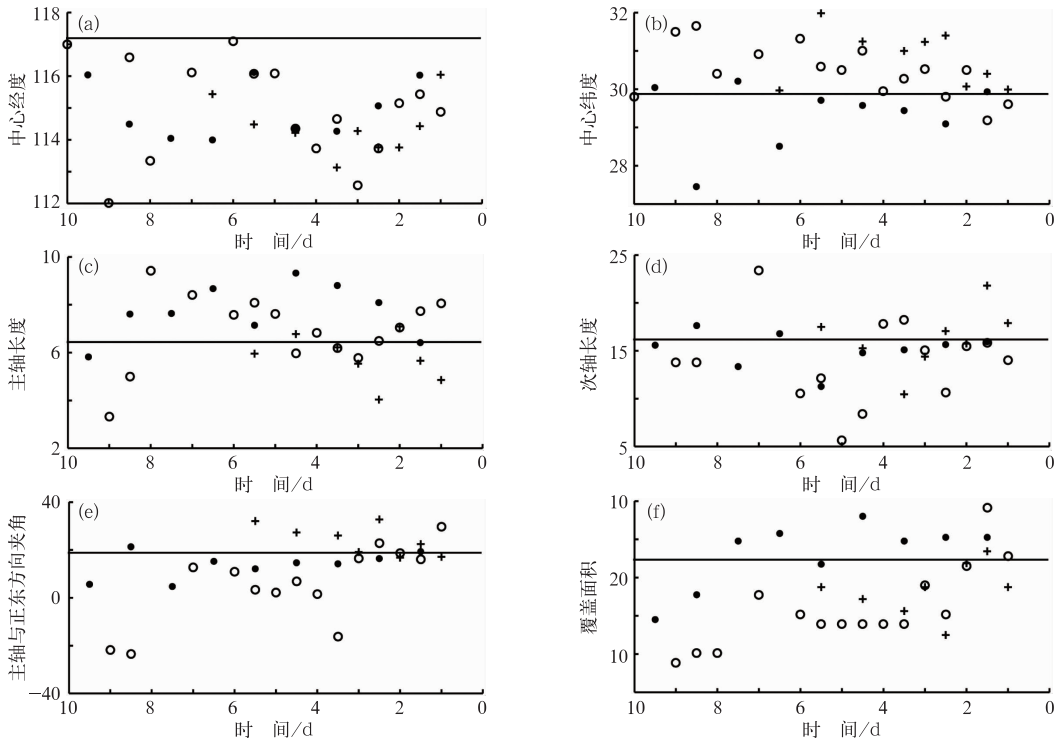 (a)
118
116
114
112
中心经度
10 8 6 4 2 0
时 间/d
(b)
32
30
28
中心纬度
10 8 6 4 2 0
时 间/d
(c)
10
6
2
主轴长度
10 8 6 4 2 0
时 间/d
(d)
25
15
5
次轴长度
10 8 6 4 2 0
时 间/d
(e)
40
0
−40
主轴与正东方向夹角
10 8 6 4 2 0
时 间/d
(f)
10
20
10
覆盖面积
10 8 6 4 2 0
时 间/d